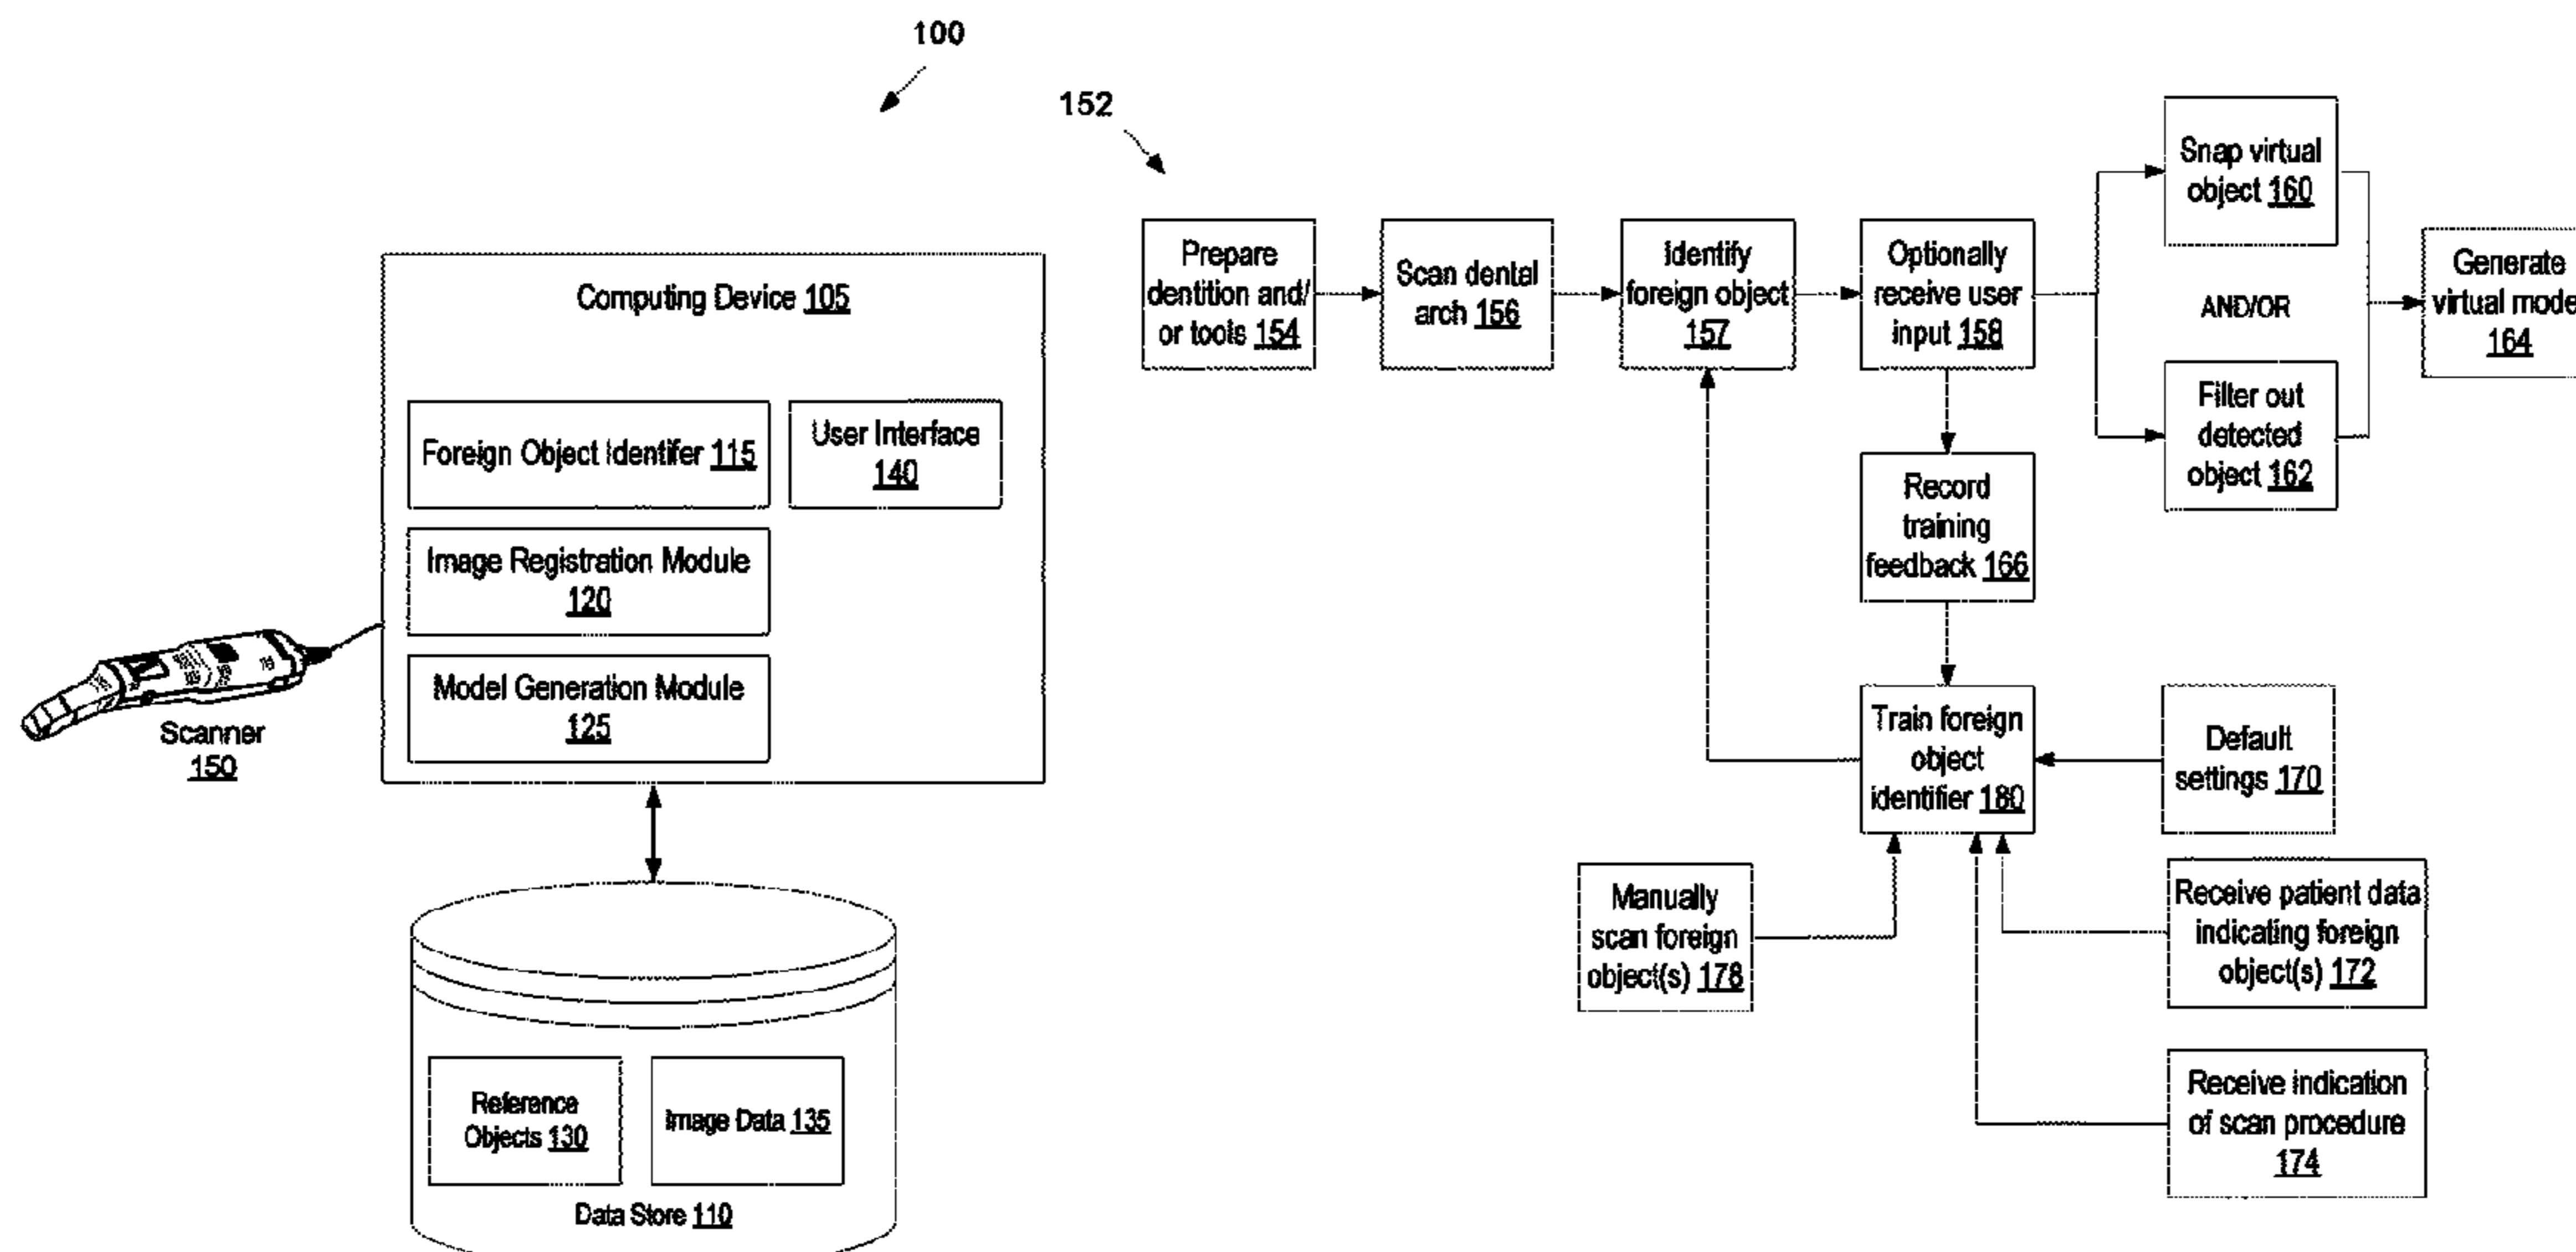 100
152
Computing Device 105
Foreign Object Identifer 115
User Interface
140
Image Registration Module
120
Model Generation Module
125
Scanner
150
Reference
Objects 130
Image Data 135
Data Store 110
Prepare
dentition and/
or tools 154
Scan dental
arch 156
Identify
foreign object
157
Optionally
receive user
input 158
Snap virtual
object 160
AND/OR
Filter out
detected
object 162
Generate
virtual mode
164
Record
training
feedback 166
Train foreign
object
identifier 180
Default
settings 170
Manually
scan foreign
object(s) 178
Receive patient data
indicating foreign
object(s) 172
Receive indication
of scan procedure
174